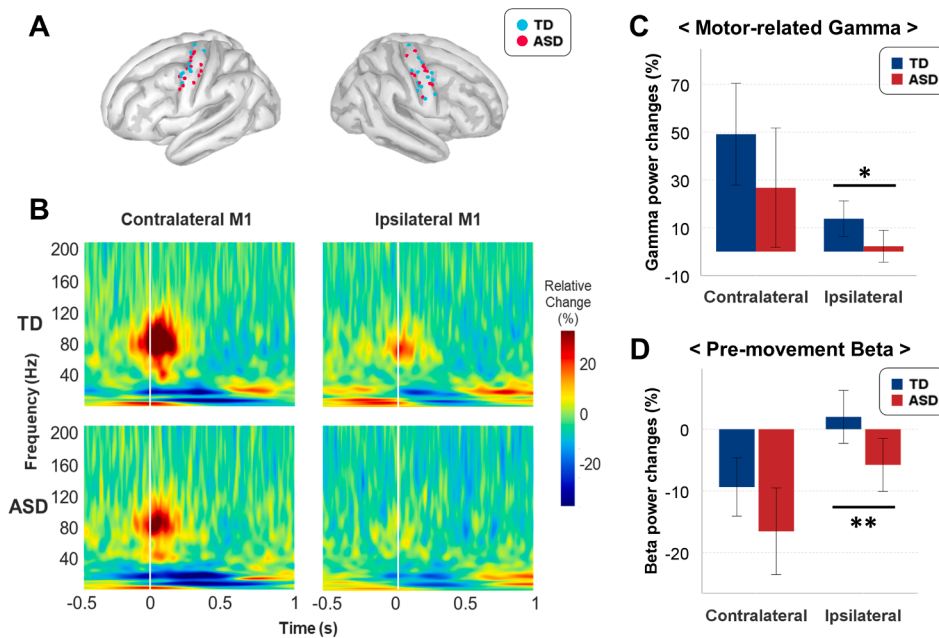 A
TD
ASD
B
Contralateral M1
Ipsilateral M1
TD
ASD
Frequency (Hz)
200
160
120
80
40
200
160
120
80
40
-0.5
0
0.5
1
-0.5
0
0.5
1
Time (s)
Relative
Change
(%)
20
0
-20
C
< Motor-related Gamma >
TD
ASD
Gamma power changes (%)
70
50
30
10
-10
*
Contralateral
Ipsilateral
D
< Pre-movement Beta >
TD
ASD
Beta power changes (%)
0
-10
-20
**
Contralateral
Ipsilateral